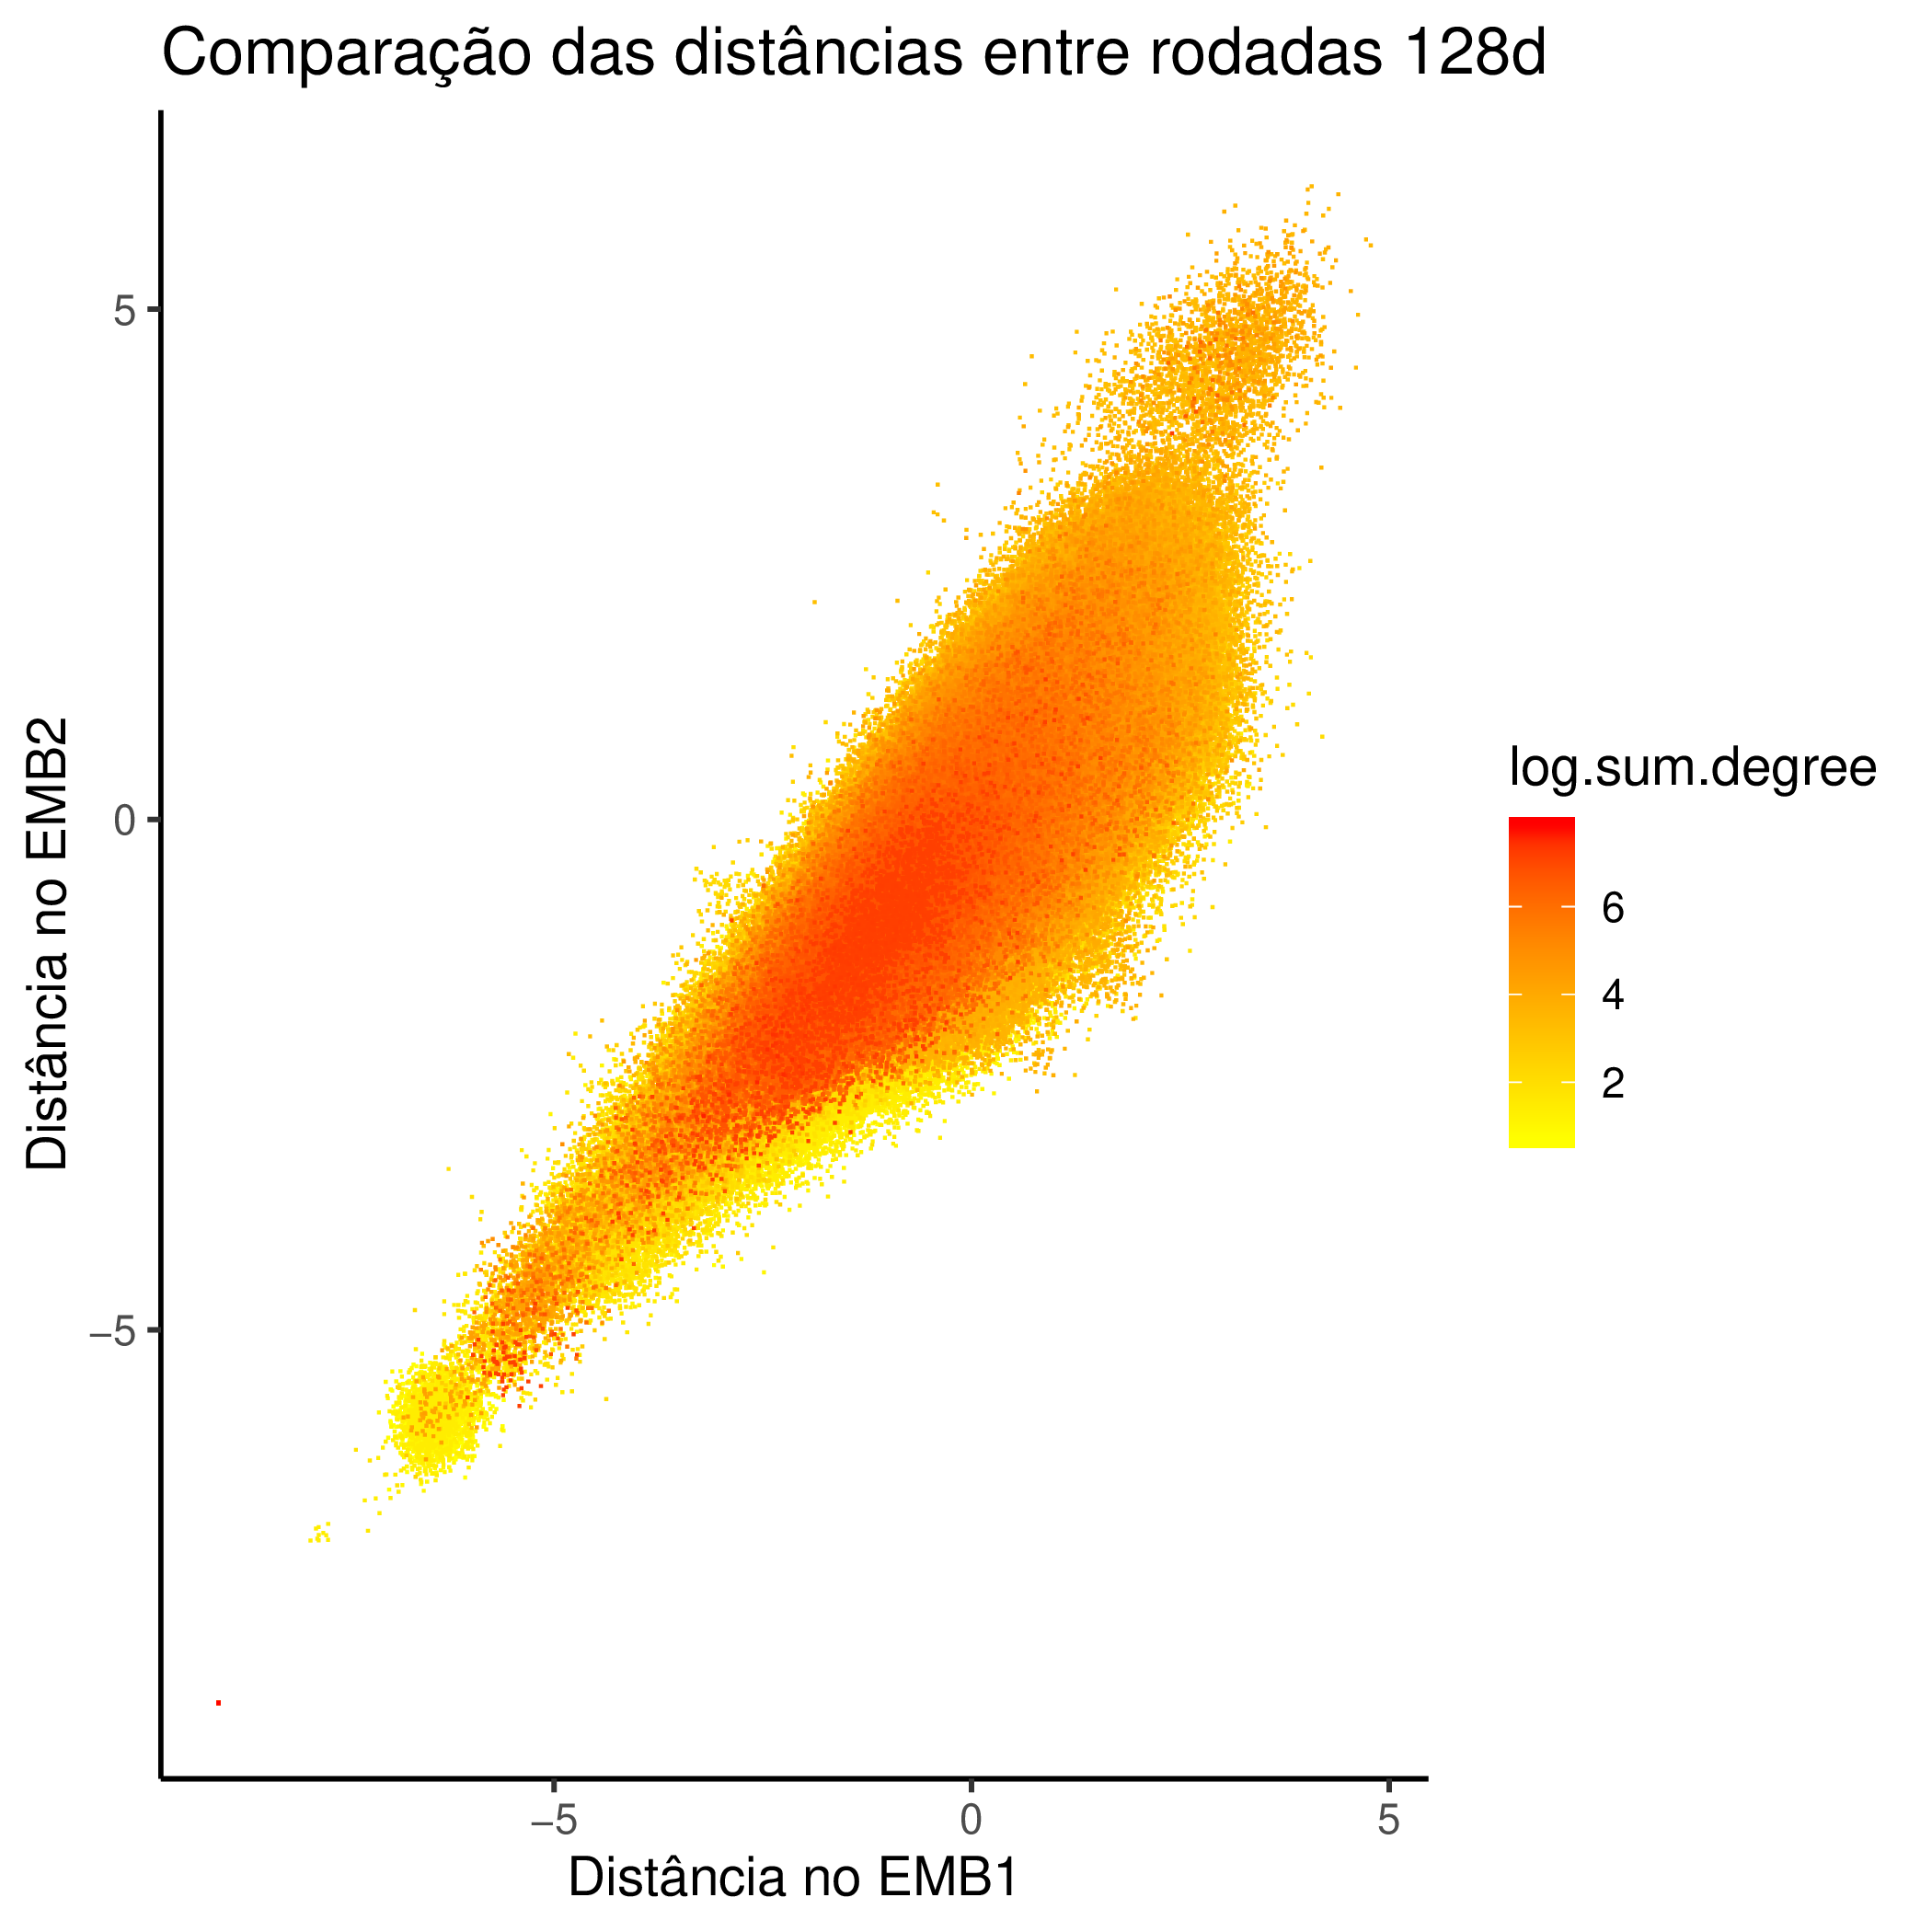 Comparação das distâncias entre rodadas 128d
Distância no EMB2
5
0
−5
−5
0
5
Distância no EMB1
log.sum.degree
6
4
2